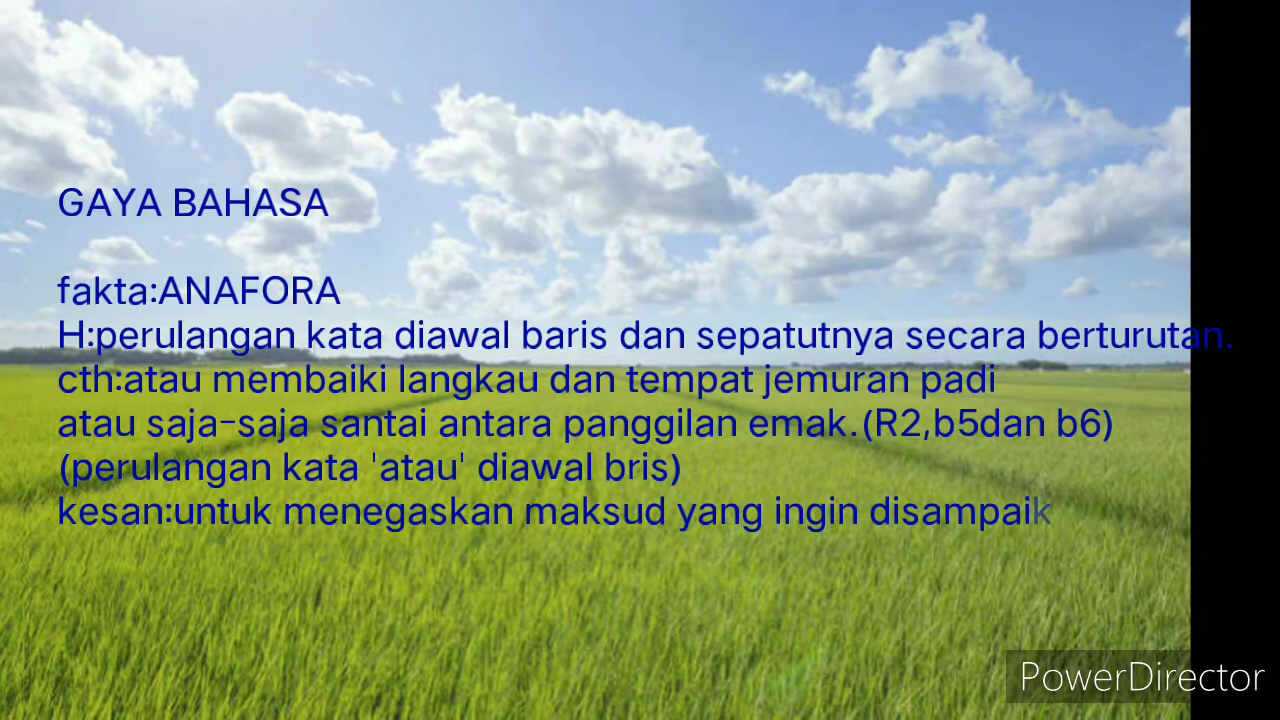 GAYA BAHASA
fakta:ANAFORA
H:perulangan kata diawal baris dan sepatutnya secara berturutan.
cth:atau membaiki langkau dan tempat jemuran padi
atau saja-saja santai antara panggilan emak.(R2,b5dan b6)
(perulangan kata 'atau' diawal bris)
kesan:untuk menegaskan maksud yang ingin disampaik
PowerDirector